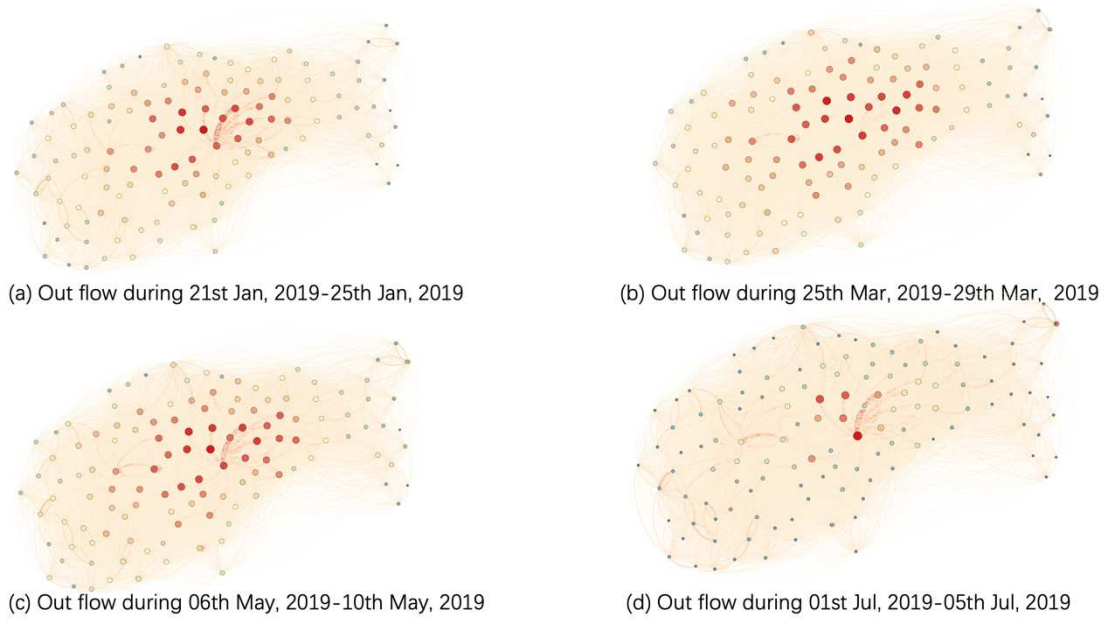 (a) Out flow during 21st Jan, 2019-25th Jan, 2019
(b) Out flow during 25th Mar, 2019-29th Mar, 2019
(c) Out flow during 06th May, 2019-10th May, 2019
(d) Out flow during 01st Jul, 2019-05th Jul, 2019